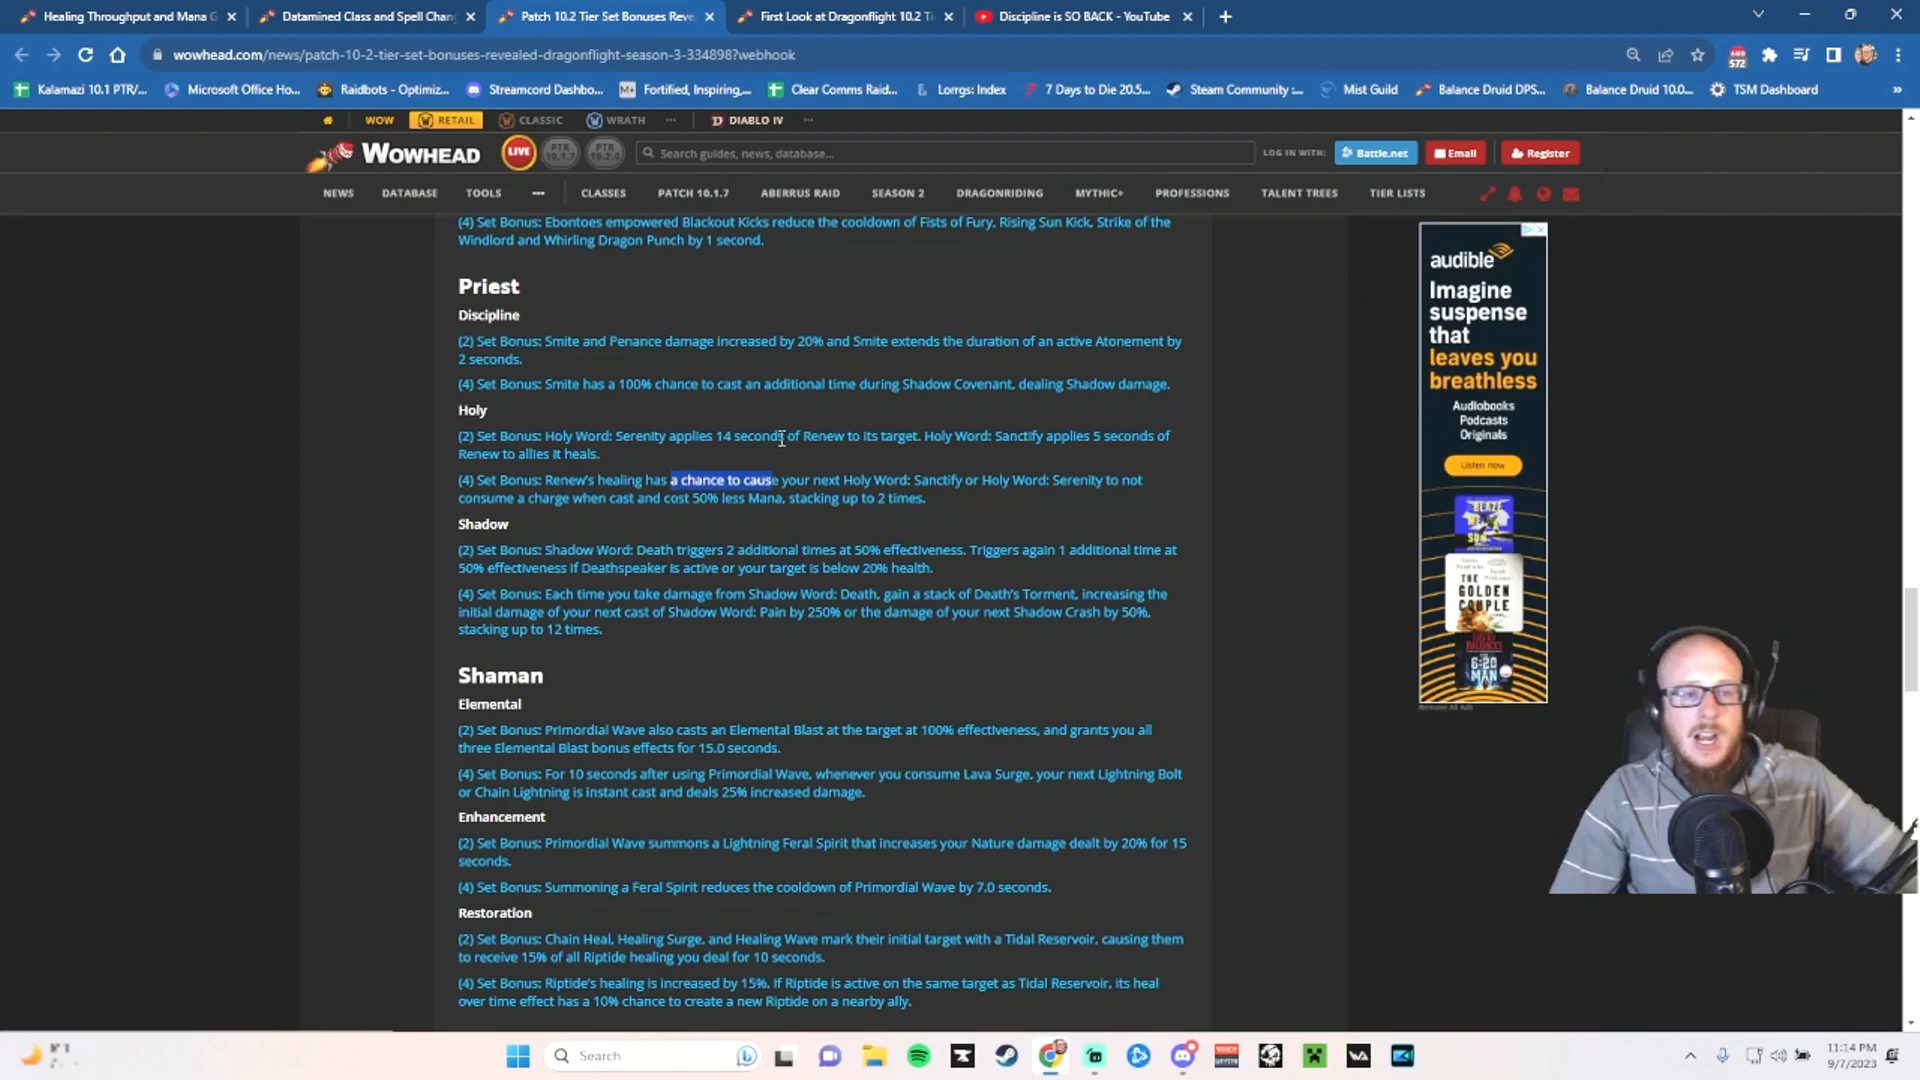 Healing Throughput and Mana G
Datamined Class and Spell Chan
Patch 10.2 Tier Set Bonuses Reve
First Look at Dragonflight 10.2 Ti
Discipline is SO BACK - YouTube
wowhead.com/news/patch-10-2-tier-set-bonuses-revealed-dragonflight-season-3-334898?webhook
572
Kalamazi 10.1 PTR/...
Microsoft Office Ho...
Raidbots - Optimiz...
Streamcord Dashbo...
Fortified, Inspiring,...
Clear Comms Raid...
Lorrgs: Index
7 Days to Die 20.5...
Steam Community :...
Mist Guild
Balance Druid DPS...
Balance Druid 10.0...
TSM Dashboard
»
WOW
RETAIL
CLASSIC
WRATH
DIABLO IV
WOWHEAD
LIVE
PTR 10.1.7
PTR 10.2.0
Search guides, news, database...
LOG IN WITH:
Battle.net
Email
Register
NEWS
DATABASE
TOOLS
CLASSES
PATCH 10.1.7
ABERRUS RAID
SEASON 2
DRAGONRIDING
MYTHIC+
PROFESSIONS
TALENT TREES
TIER LISTS
(4) Set Bonus: Ebontoes empowered Blackout Kicks reduce the cooldown of Fists of Fury, Rising Sun Kick, Strike of the
Windlord and Whirling Dragon Punch by 1 second.
Priest
Discipline
(2) Set Bonus: Smite and Penance damage increased by 20% and Smite extends the duration of an active Atonement by
2 seconds.
(4) Set Bonus: Smite has a 100% chance to cast an additional time during Shadow Covenant, dealing Shadow damage.
Holy
(2) Set Bonus: Holy Word: Serenity applies 14 seconds of Renew to its target. Holy Word: Sanctify applies 5 seconds of
Renew to allies it heals.
(4) Set Bonus: Renew's healing has a chance to cause your next Holy Word: Sanctify or Holy Word: Serenity to not
consume a charge when cast and cost 50% less Mana, stacking up to 2 times.
Shadow
(2) Set Bonus: Shadow Word: Death triggers 2 additional times at 50% effectiveness. Triggers again 1 additional time at
50% effectiveness if Deathspeaker is active or your target is below 20% health.
(4) Set Bonus: Each time you take damage from Shadow Word: Death, gain a stack of Death's Torment, increasing the
initial damage of your next cast of Shadow Word: Pain by 250% or the damage of your next Shadow Crash by 50%,
stacking up to 12 times.
Shaman
Elemental
(2) Set Bonus: Primordial Wave also casts an Elemental Blast at the target at 100% effectiveness, and grants you all
three Elemental Blast bonus effects for 15.0 seconds.
(4) Set Bonus: For 10 seconds after using Primordial Wave, whenever you consume Lava Surge, your next Lightning Bolt
or Chain Lightning is instant cast and deals 25% increased damage.
Enhancement
(2) Set Bonus: Primordial Wave summons a Lightning Feral Spirit that increases your Nature damage dealt by 20% for 15
seconds.
(4) Set Bonus: Summoning a Feral Spirit reduces the cooldown of Primordial Wave by 7.0 seconds.
Restoration
(2) Set Bonus: Chain Heal, Healing Surge, and Healing Wave mark their initial target with a Tidal Reservoir, causing them
to receive 15% of all Riptide healing you deal for 10 seconds.
(4) Set Bonus: Riptide's healing is increased by 15%. If Riptide is active on the same target as Tidal Reservoir, its heal
over time effect has a 10% chance to create a new Riptide on a nearby ally.
audible
Imagine
suspense
that
leaves you
breathless
Audiobooks
Podcasts
Originals
Listen now
THE
GOLDEN
COUPLE
6:20
MAN
Remove All Ads
Search
11:14 PM
9/7/2023